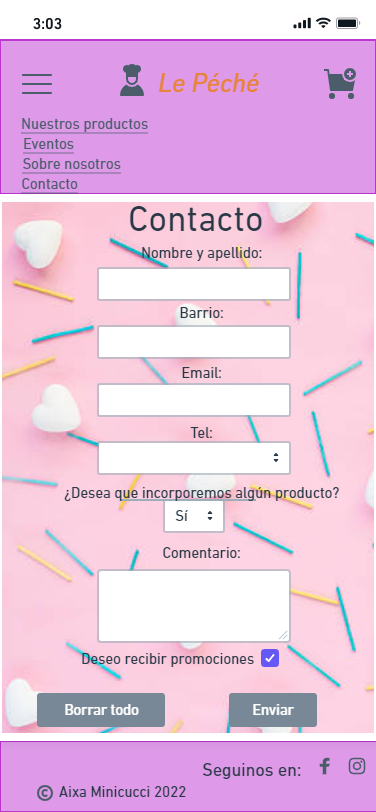 3:03
Le Péché
Nuestros productos
Eventos
Sobre nosotros
Contacto
Contacto
Nombre y apellido:
Barrio:
Email:
Tel:
¿Desea que incorporemos algún producto?
Sí
Comentario:
Deseo recibir promociones
Borrar todo Enviar
Seguinos en:
© Aixa Minicucci 2022